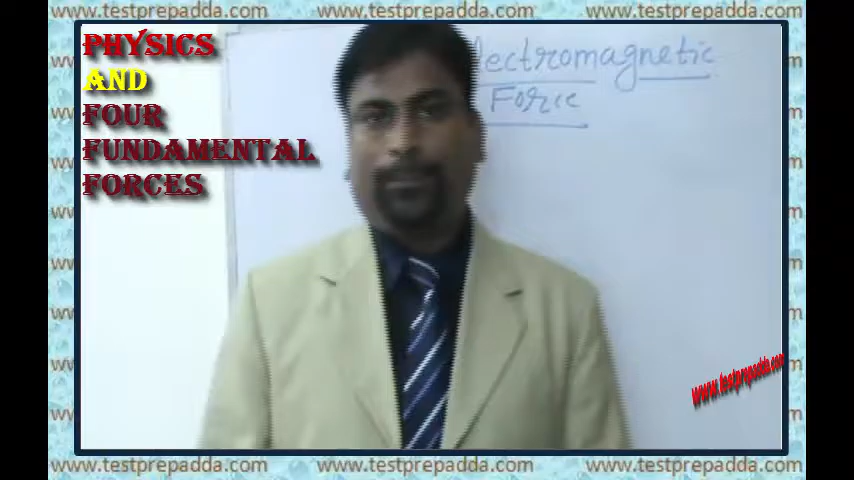 www.testprepadda.com www.testprepadda.com www.testprepadda.com
PHYSICS
AND
FOUR
FUNDAMENTAL
FORCES
lectromagnetic
Force
www.testprepadda.com
www.testprepadda.com www.testprepadda.com www.testprepadda.com